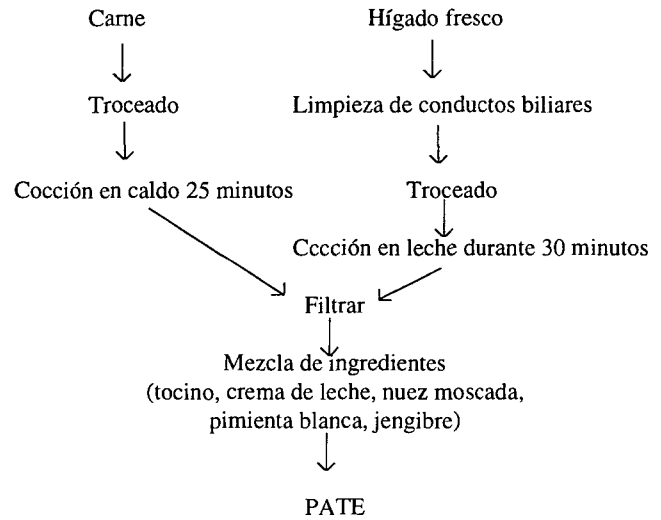 Carne
Hígado fresco
Troceado
Limpieza de conductos biliares
Cocción en caldo 25 minutos
Troceado
Cccción en leche durante 30 minutos
Filtrar
Mezcla de ingredientes
(tocino, crema de leche, nuez moscada,
pimienta blanca, jengibre)
PATE